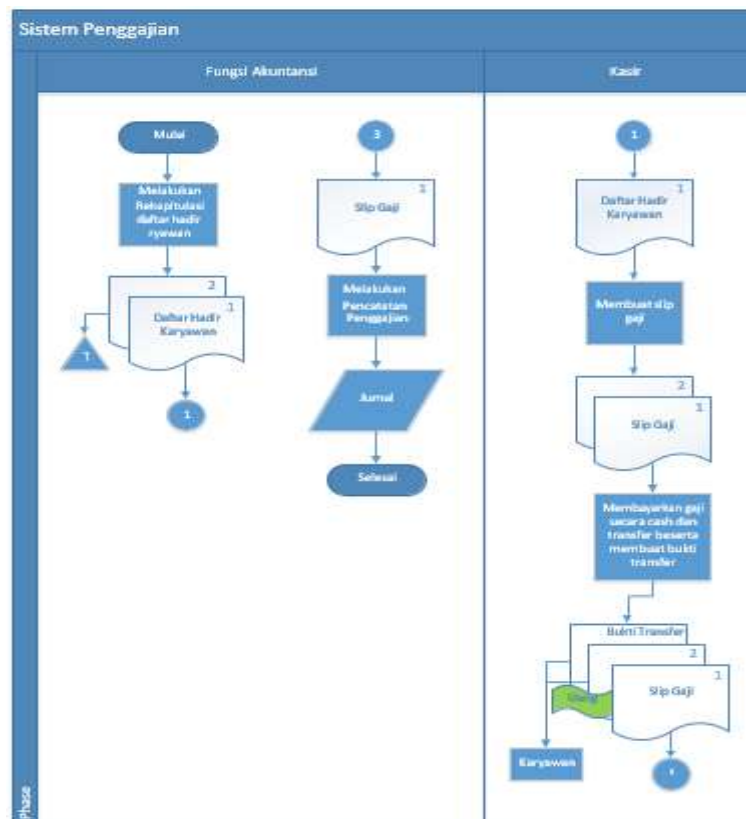 Sistem Penggajian
Fungsi Akuntansi
Kasir
Mulai
Melakukan
Rekapitulasi
daftar hadir
ryawan
2
1
Daftar Hadir
Karyawan
T
1
3
1
Slip Gaji
Melakukan
Pencatatan
Penggajian
Jurnal
Selesai
1
1
Daftar Hadir
Karyawan
Membuat slip
gaji
2
1
Slip Gaji
Membayarkan gaji
secara cash dan
transfer beserta
membuat bukti
transfer
Bukti Transfer
2
1
Slip Gaji
Uang
Karyawan
Phase